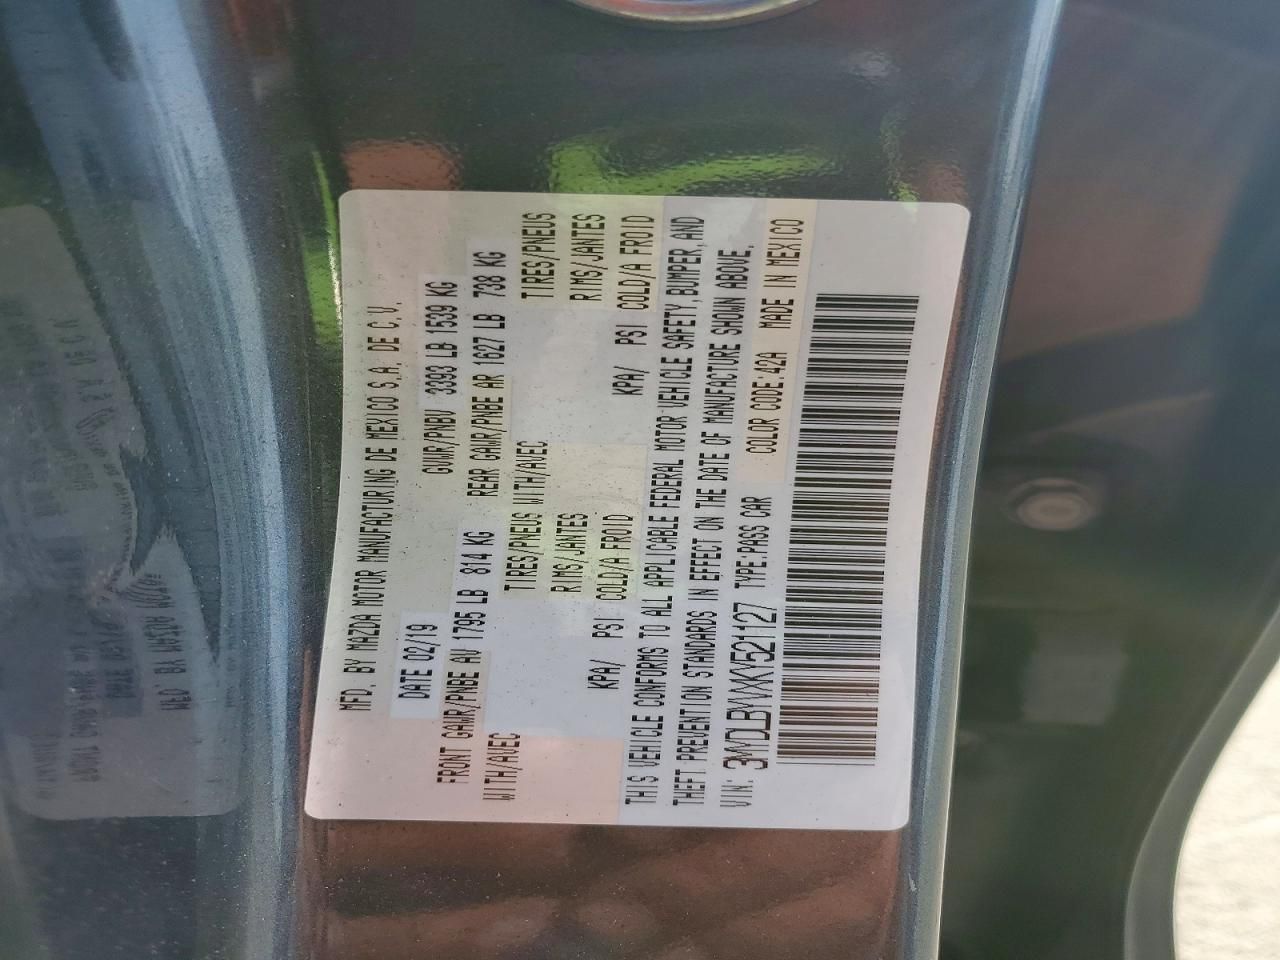 MFD. BY MAZDA MOTOR MANUFACTURING DE MEXICO S.A. DE C.V.
DATE 02/19 GVWR/PNBV 3393 LB 1539 KG
FRONT GAWR/PNBE AV 1795 LB 814 KG REAR GAWR/PNBE AR 1627 LB 738 KG
WITH/AVEC TIRES/PNEUS WITH/AVEC TIRES/PNEUS
RIMS/JANTES RIMS/JANTES
KPA/ PSI COLD/A FROID KPA/ PSI COLD/A FROID
THIS VEHICLE CONFORMS TO ALL APPLICABLE FEDERAL MOTOR VEHICLE SAFETY, BUMPER, AND
THEFT PREVENTION STANDARDS IN EFFECT ON THE DATE OF MANUFACTURE SHOWN ABOVE.
VIN: 3MYDLBYVXKY521127 TYPE:PASS CAR COLOR CODE:42A MADE IN MEXICO